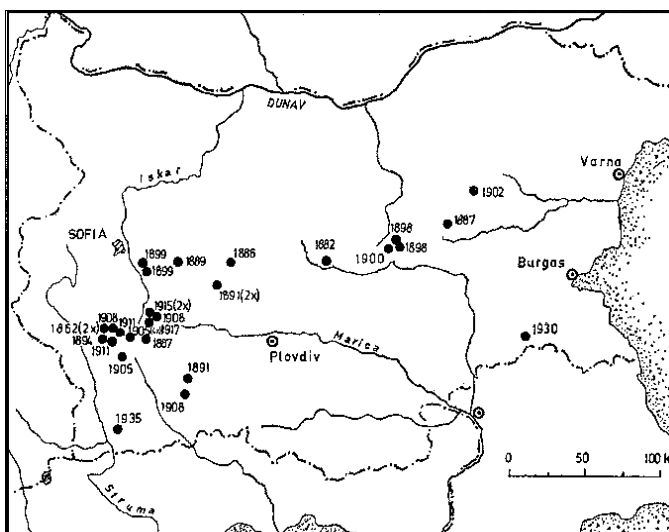 DUNAV
Iskar
Varna
1902
1887
SOFIA
1899
1889
1886
1882
1898
1898
1900
1899
1891(2x)
Burgas
1915(2x)
1908
1908
1911
1862(2x)
1917
1894
1887
1911
1905
Marica
Plovdiv
1930
1891
1908
1935
Struma
0
50
100 k